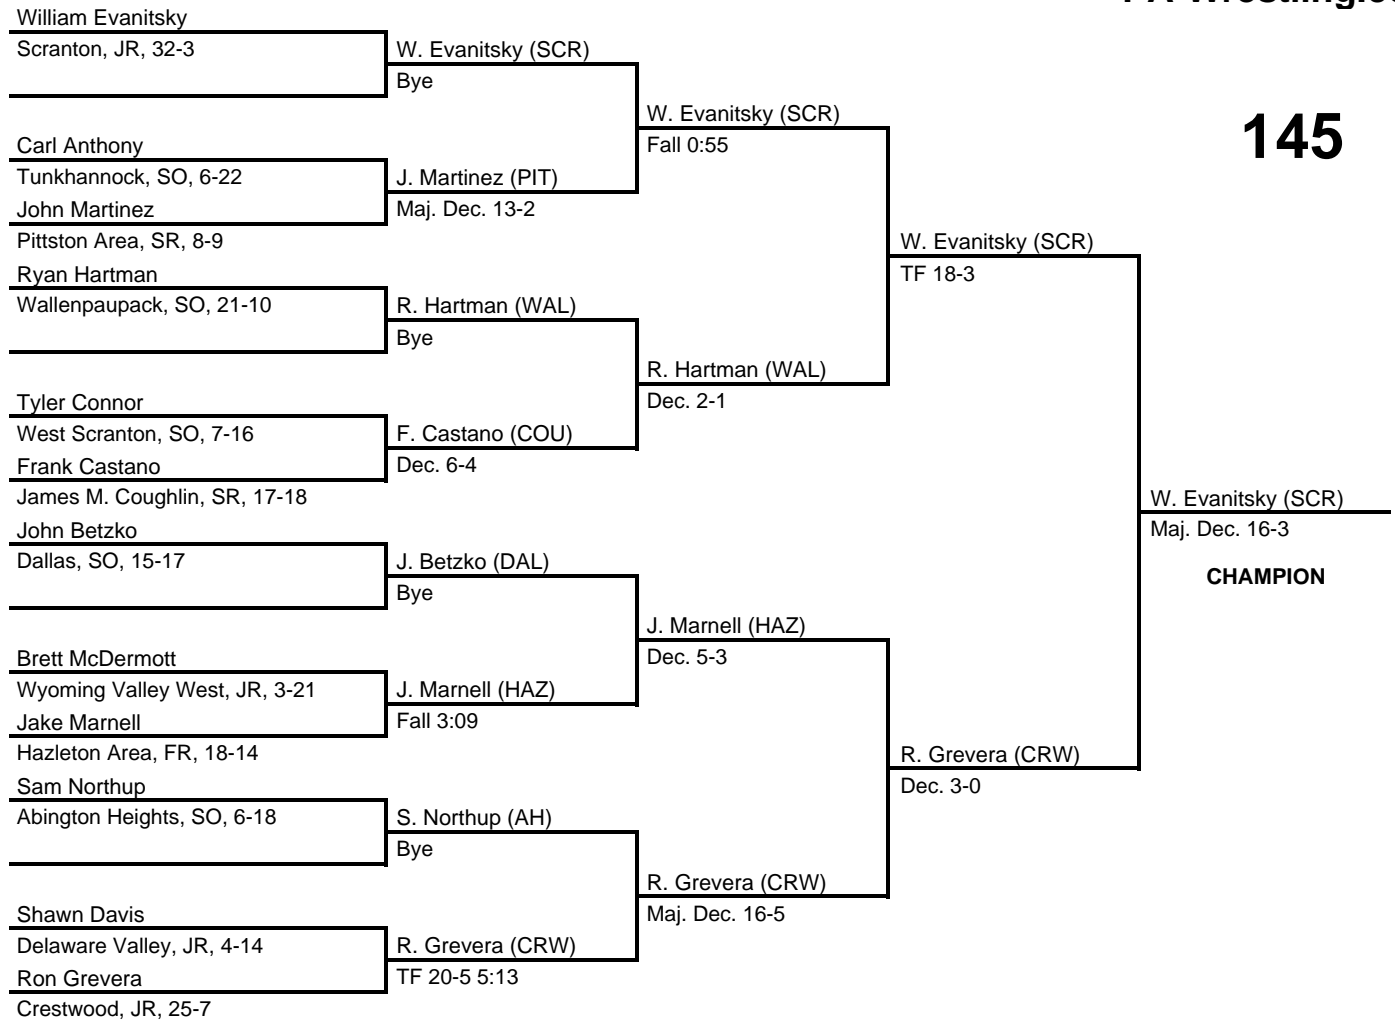 William Evanitsky
Scranton, JR, 32-3
W. Evanitsky (SCR)
Bye
W. Evanitsky (SCR)
Fall 0:55
145
Carl Anthony
Tunkhannock, SO, 6-22
John Martinez
Pittston Area, SR, 8-9
J. Martinez (PIT)
Maj. Dec. 13-2
W. Evanitsky (SCR)
TF 18-3
Ryan Hartman
Wallenpaupack, SO, 21-10
R. Hartman (WAL)
Bye
R. Hartman (WAL)
Dec. 2-1
Tyler Connor
West Scranton, SO, 7-16
Frank Castano
James M. Coughlin, SR, 17-18
F. Castano (COU)
Dec. 6-4
W. Evanitsky (SCR)
Maj. Dec. 16-3
CHAMPION
John Betzko
Dallas, SO, 15-17
J. Betzko (DAL)
Bye
J. Marnell (HAZ)
Dec. 5-3
Brett McDermott
Wyoming Valley West, JR, 3-21
Jake Marnell
Hazleton Area, FR, 18-14
J. Marnell (HAZ)
Fall 3:09
R. Grevera (CRW)
Dec. 3-0
Sam Northup
Abington Heights, SO, 6-18
S. Northup (AH)
Bye
R. Grevera (CRW)
Maj. Dec. 16-5
Shawn Davis
Delaware Valley, JR, 4-14
Ron Grevera
Crestwood, JR, 25-7
R. Grevera (CRW)
TF 20-5 5:13